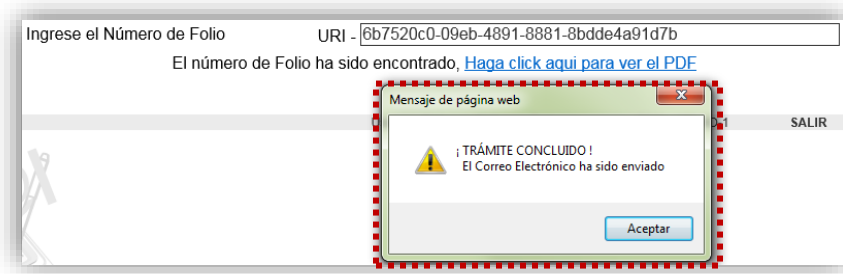 Ingrese el Número de Folio URI - 6b7520c0-09eb-4891-8881-8bdde4a91d7b
El número de Folio ha sido encontrado, Haga click aqui para ver el PDF
Mensaje de página web
SALIR
¡ TRÁMITE CONCLUIDO !
El Correo Electrónico ha sido enviado
Aceptar